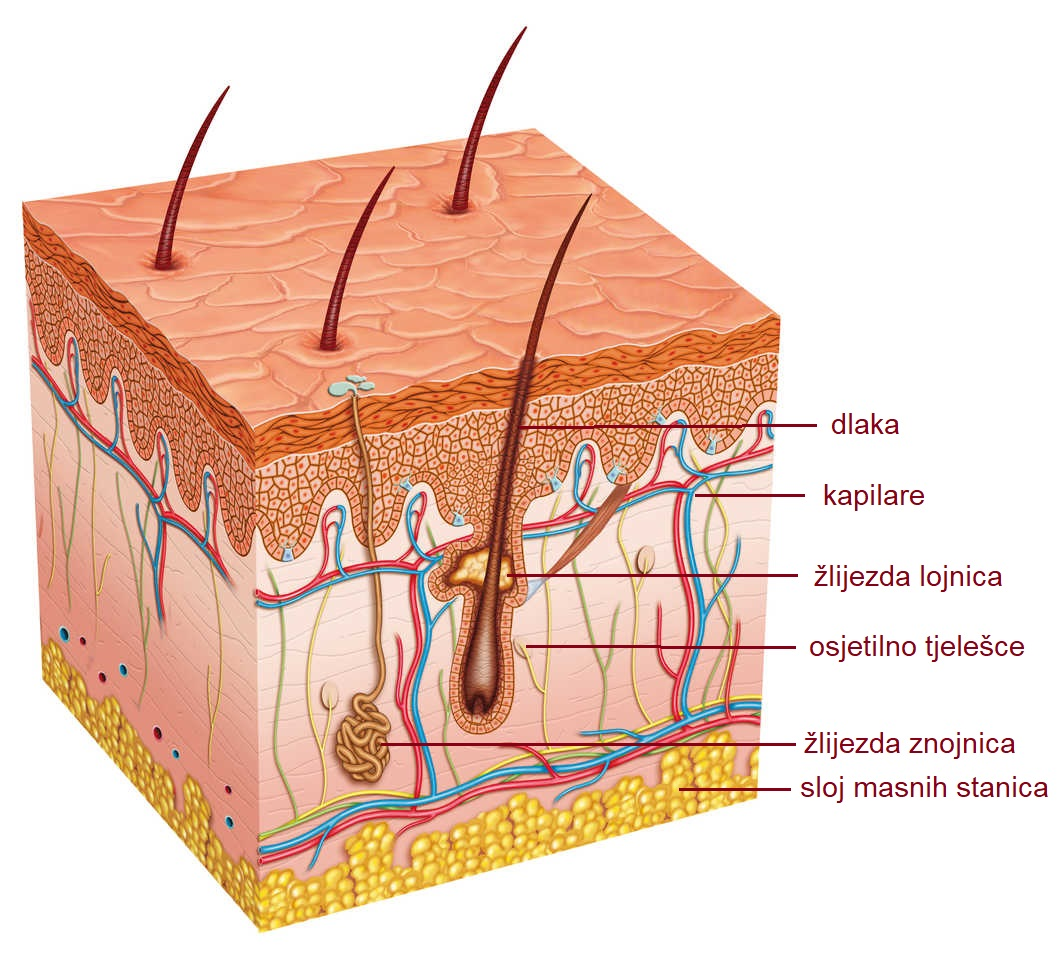 dlaka
kapilare
žlijezda lojnica
osjetilno tjelešce
žlijezda znojnica
sloj masnih stanica